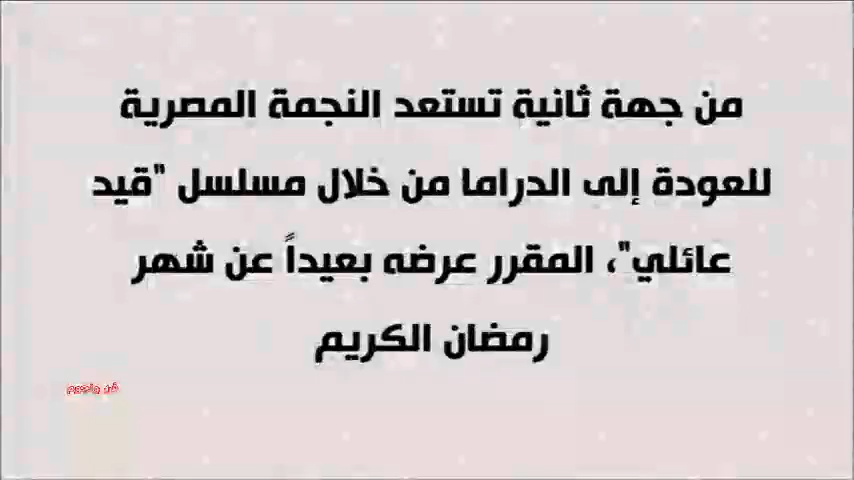 من جهة ثانية تستعد النجمة المصرية
للعودة إلى الدراما من خلال مسلسل "قيد
عائلي"، المقرر عرضه بعيداً عن شهر
رمضان الكريم